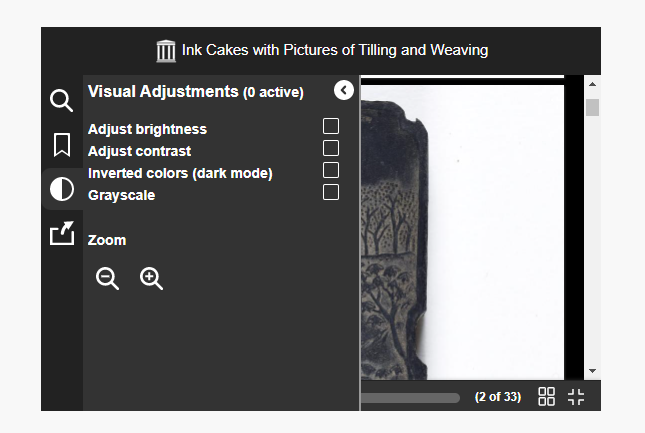 Ink Cakes with Pictures of Tilling and Weaving
Visual Adjustments (0 active)
Adjust brightness
Adjust contrast
Inverted colors (dark mode)
Grayscale
Zoom
(2 of 33)